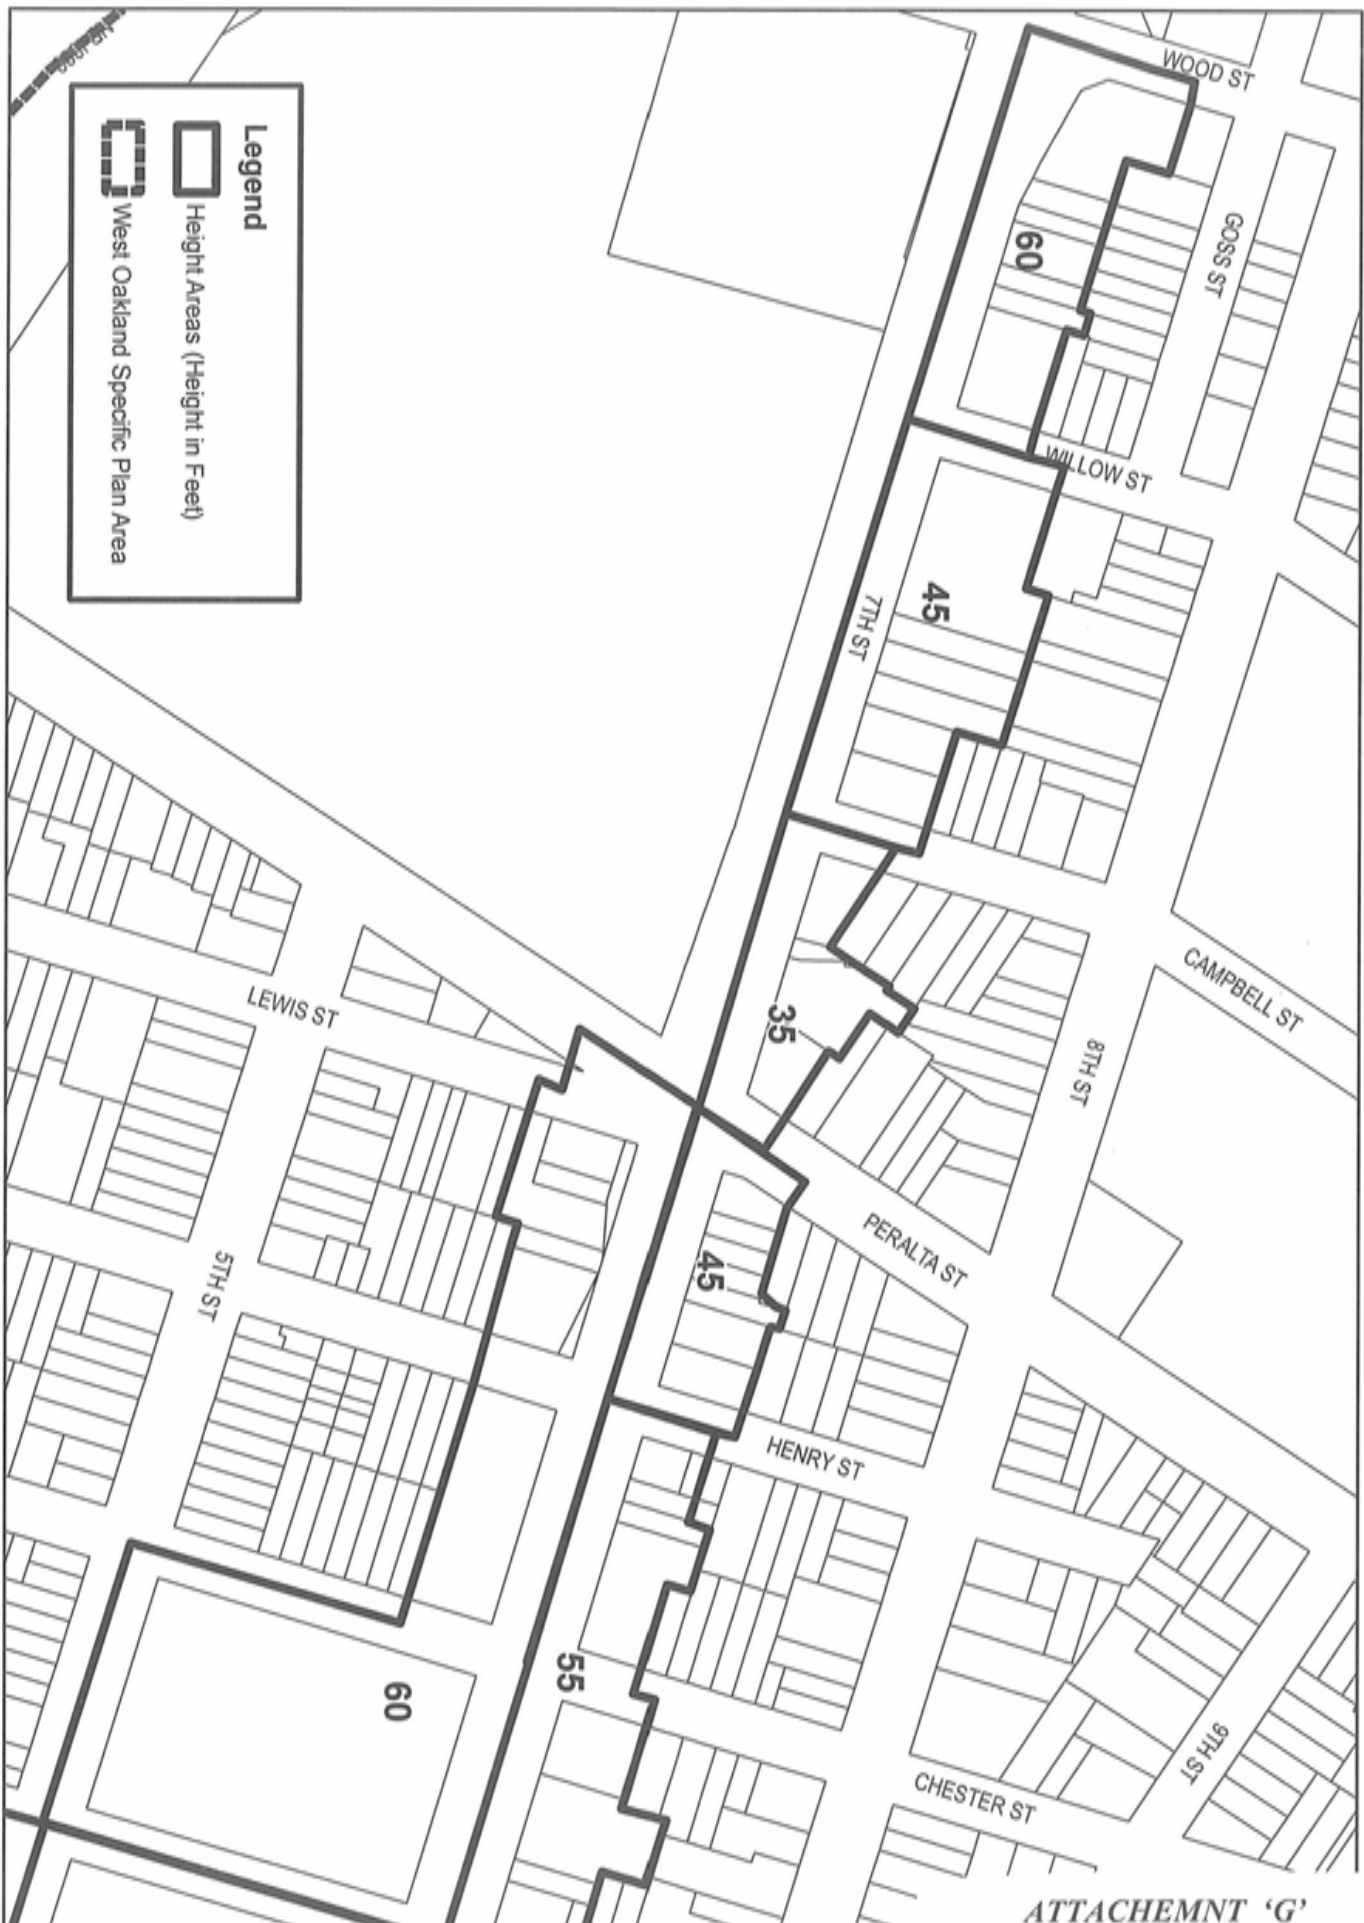 WOOD ST
GOSS ST
60
WILLOW ST
45
7TH ST
CAMPBELL ST
35
8TH ST
LEWIS ST
PERALTA ST
45
5TH ST
HENRY ST
55
60
9TH ST
CHESTER ST
Legend
Height Areas (Height in Feet)
West Oakland Specific Plan Area
ATTACHEMNT ‘G’